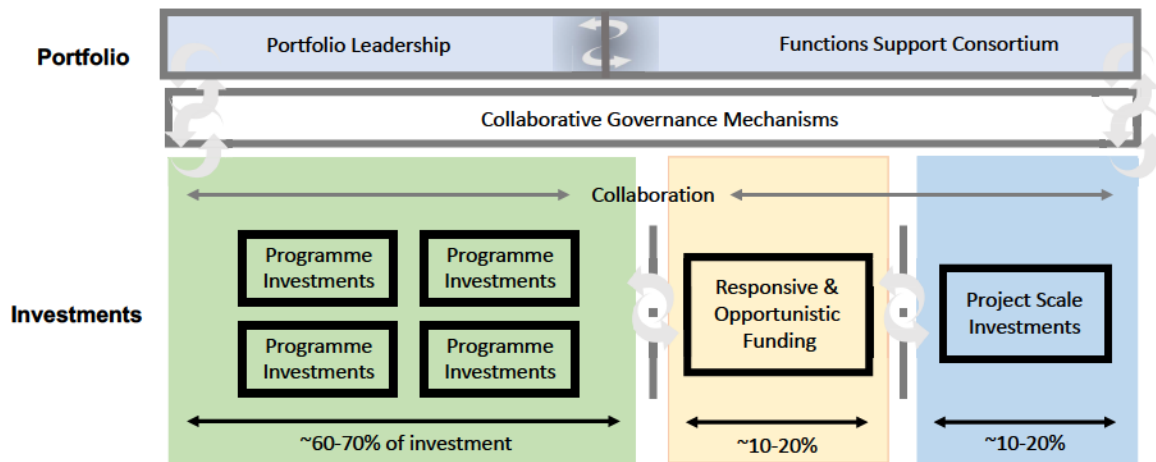 Portfolio
Portfolio Leadership
Functions Support Consortium
Collaborative Governance Mechanisms
Collaboration
Investments
Programme
Investments
Programme
Investments
Programme
Investments
Programme
Investments
Responsive &
Opportunistic
Funding
Project Scale
Investments
~60-70% of investment
~10-20%
~10-20%